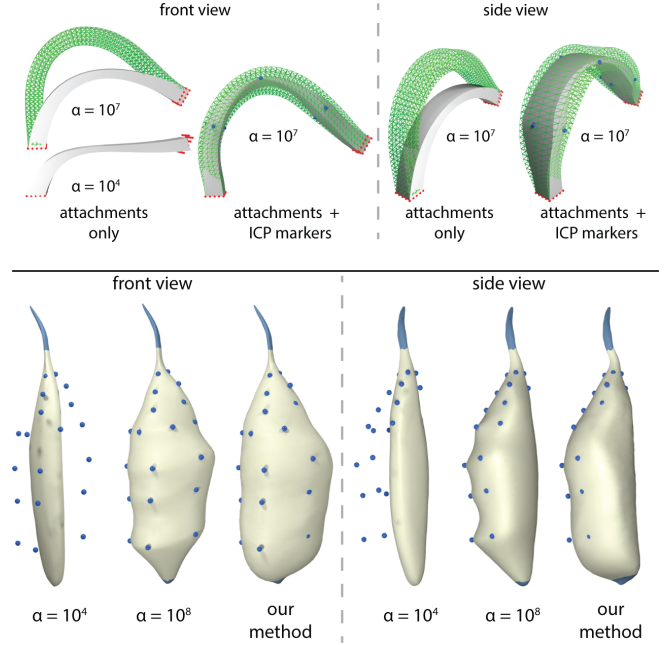 front view
side view
α = 10⁷
α = 10⁷
α = 10⁷
α = 10⁷
α = 10⁴
attachments
only
attachments +
ICP markers
attachments
only
attachments +
ICP markers
front view
side view
α = 10⁴
α = 10⁸
our
method
α = 10⁴
α = 10⁸
our
method